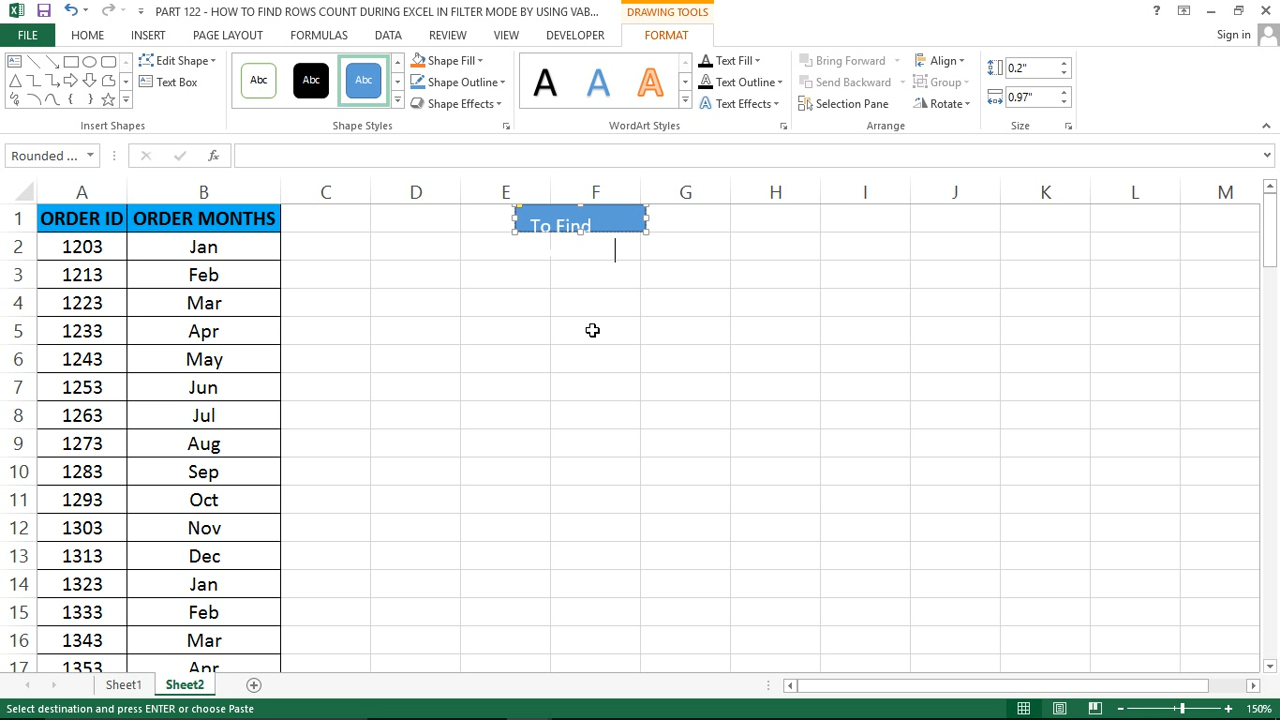 PART 122 - HOW TO FIND ROWS COUNT DURING EXCEL IN FILTER MODE BY USING VAB...
DRAWING TOOLS
?
FILE HOME INSERT PAGE LAYOUT FORMULAS DATA REVIEW VIEW DEVELOPER FORMAT Sign in
Edit Shape
Text Box
Insert Shapes
Abc Abc Abc
Shape Fill
Shape Outline
Shape Effects
Shape Styles
A A A
Text Fill
Text Outline
Text Effects
WordArt Styles
Bring Forward
Send Backward
Selection Pane
Align
Group
Rotate
Arrange
0.2"
0.97"
Size
Rounded ...
fx
A B C D E F G H I J K L M
1 ORDER ID ORDER MONTHS To Find
2 1203 Jan
3 1213 Feb
4 1223 Mar
5 1233 Apr
6 1243 May
7 1253 Jun
8 1263 Jul
9 1273 Aug
10 1283 Sep
11 1293 Oct
12 1303 Nov
13 1313 Dec
14 1323 Jan
15 1333 Feb
16 1343 Mar
17 1353 Apr
Sheet1 Sheet2
Select destination and press ENTER or choose Paste
150%